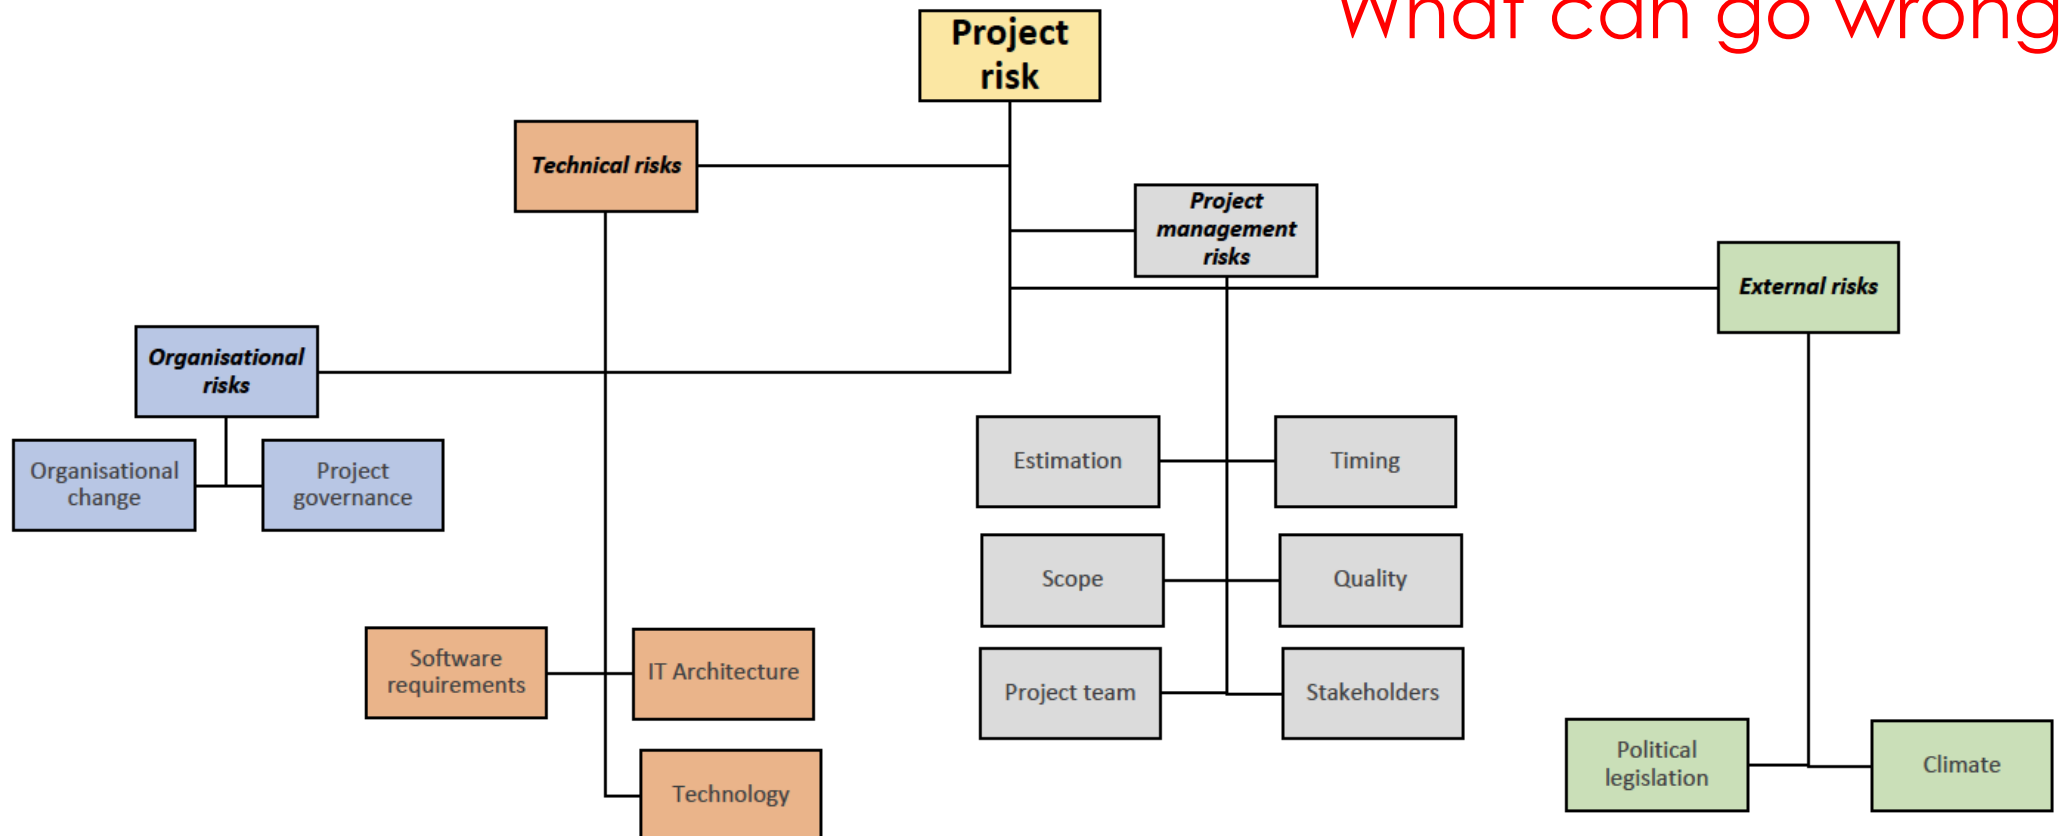 What can go wrong
Project
risk
Technical risks
Project
management
risks
External risks
Organisational
risks
Organisational
change
Project
governance
Estimation
Timing
Scope
Quality
Software
requirements
IT Architecture
Project team
Stakeholders
Political
legislation
Climate
Technology